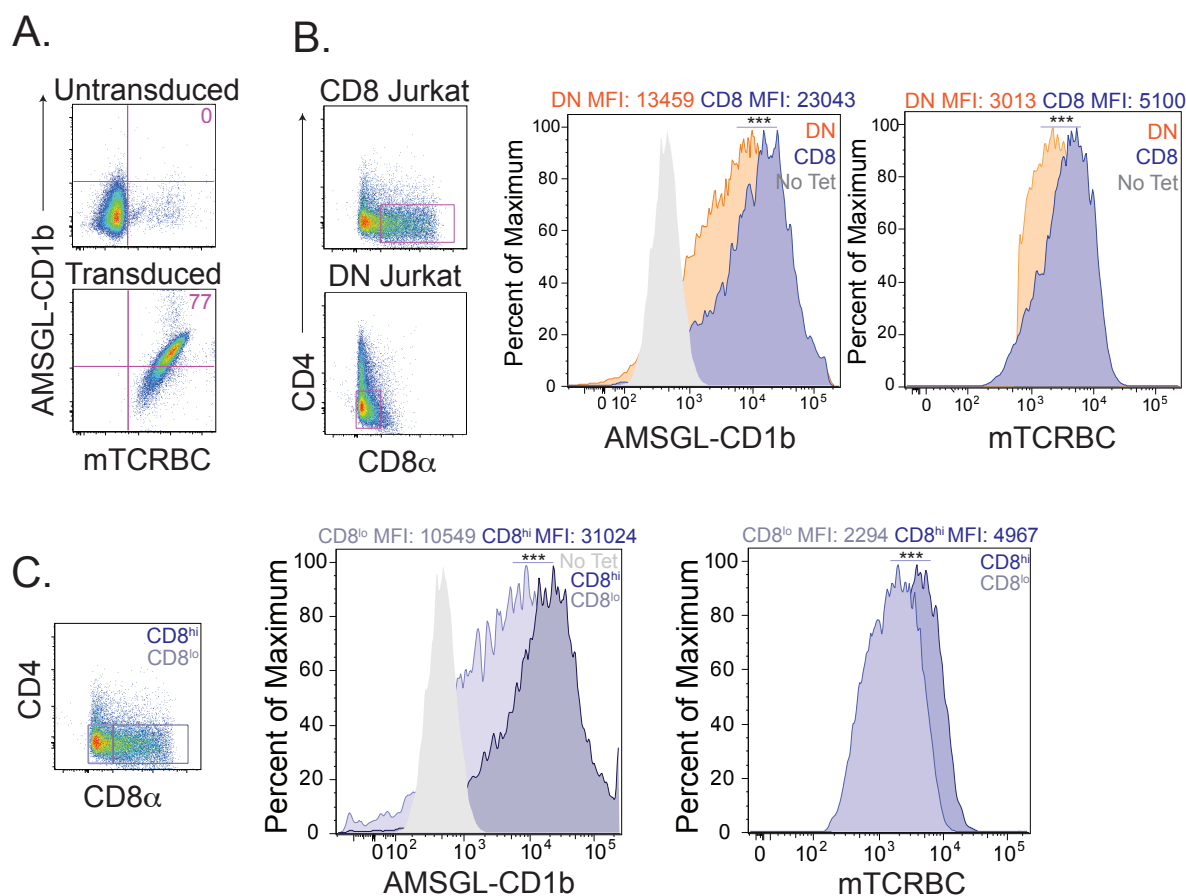 A.
B.
Untransduced
0
Transduced
77
AMSGL-CD1b
mTCRBC
CD8 Jurkat
DN Jurkat
CD4
CD8α
DN MFI: 13459 CD8 MFI: 23043
***
DN
CD8
No Tet
100
80
60
40
20
0
Percent of Maximum
0 10² 10³ 10⁴ 10⁵
AMSGL-CD1b
DN MFI: 3013 CD8 MFI: 5100
***
DN
CD8
No Tet
100
80
60
40
20
0
Percent of Maximum
0 10² 10³ 10⁴ 10⁵
mTCRBC
C.
CD8ʰⁱ
CD8ˡᵒ
CD4
CD8α
CD8ˡᵒ MFI: 10549 CD8ʰⁱ MFI: 31024
***
No Tet
CD8ʰⁱ
CD8ˡᵒ
100
80
60
40
20
0
Percent of Maximum
0 10² 10³ 10⁴ 10⁵
AMSGL-CD1b
CD8ˡᵒ MFI: 2294 CD8ʰⁱ MFI: 4967
***
CD8ʰⁱ
CD8ˡᵒ
100
80
60
40
20
0
Percent of Maximum
0 10² 10³ 10⁴ 10⁵
mTCRBC